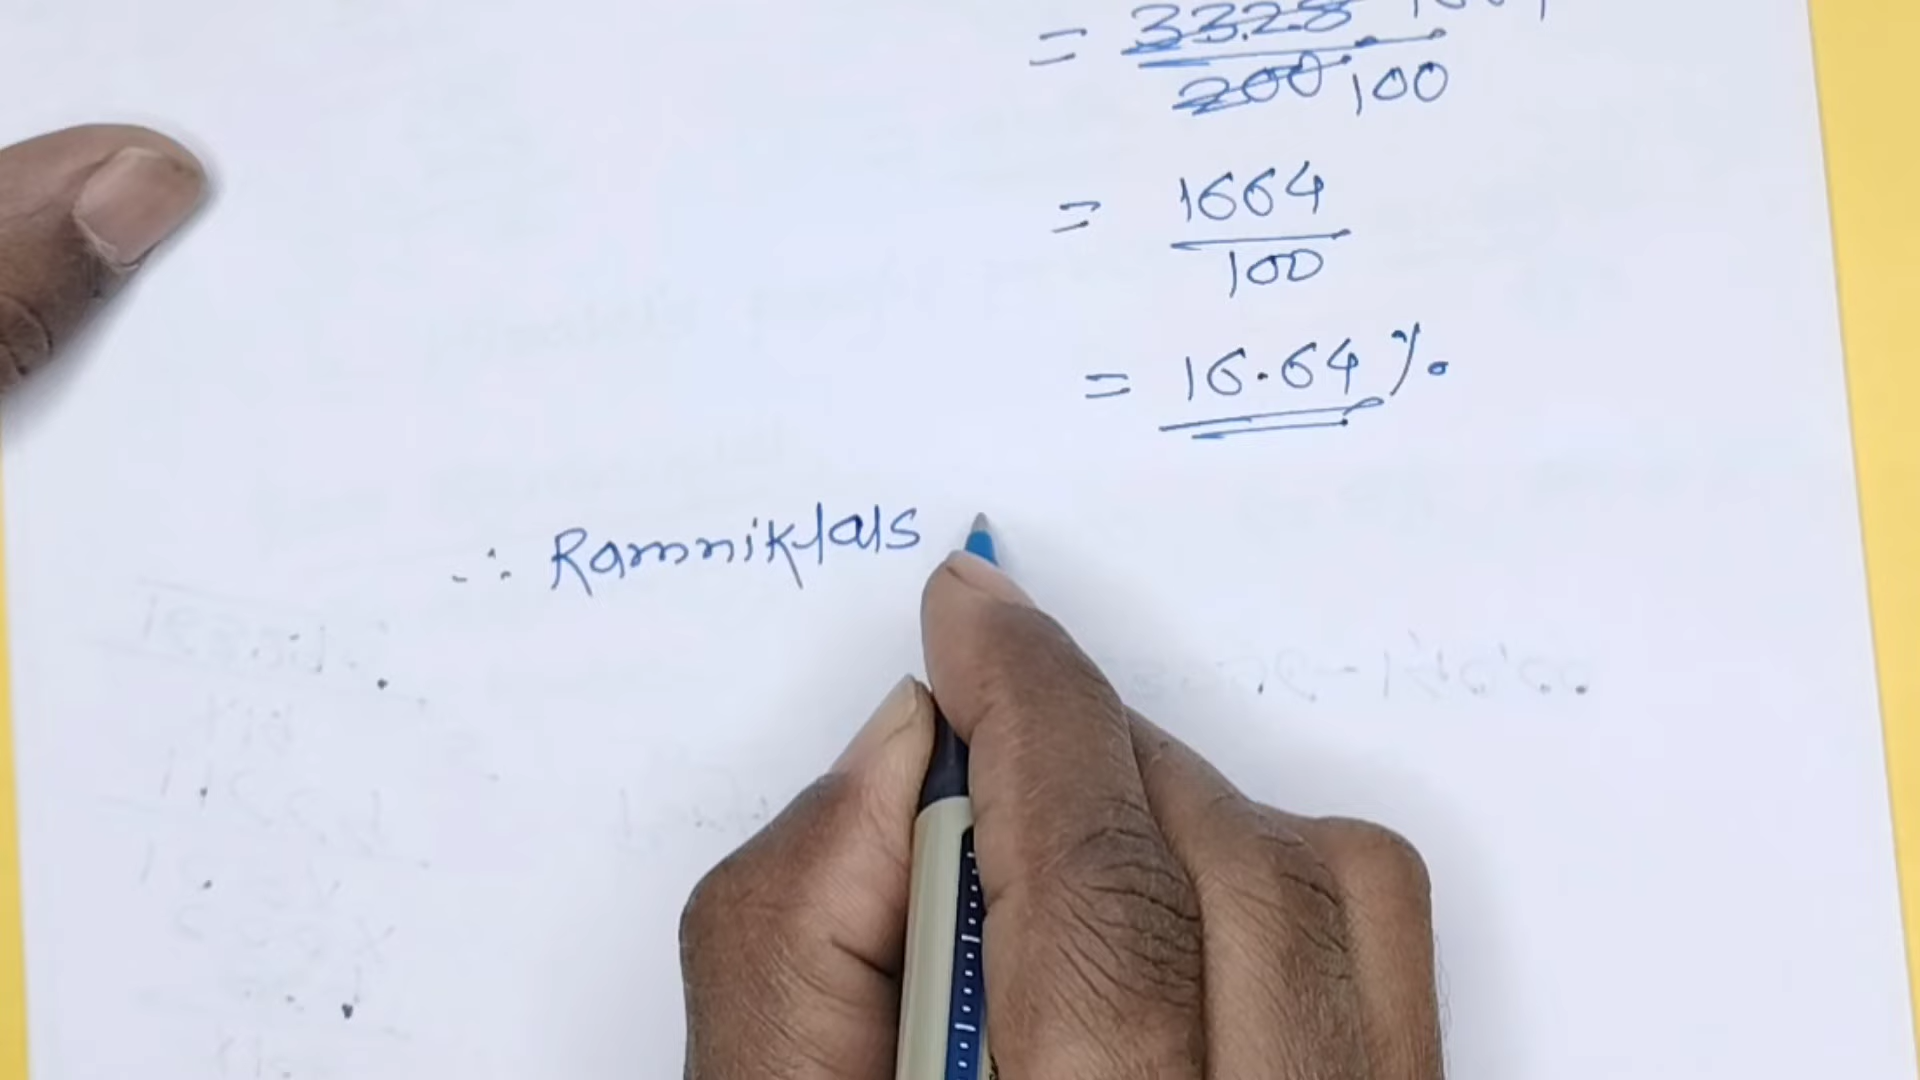 = 3328
200 100
= 1664
100
= 16.64 %
∴ Ramniklals